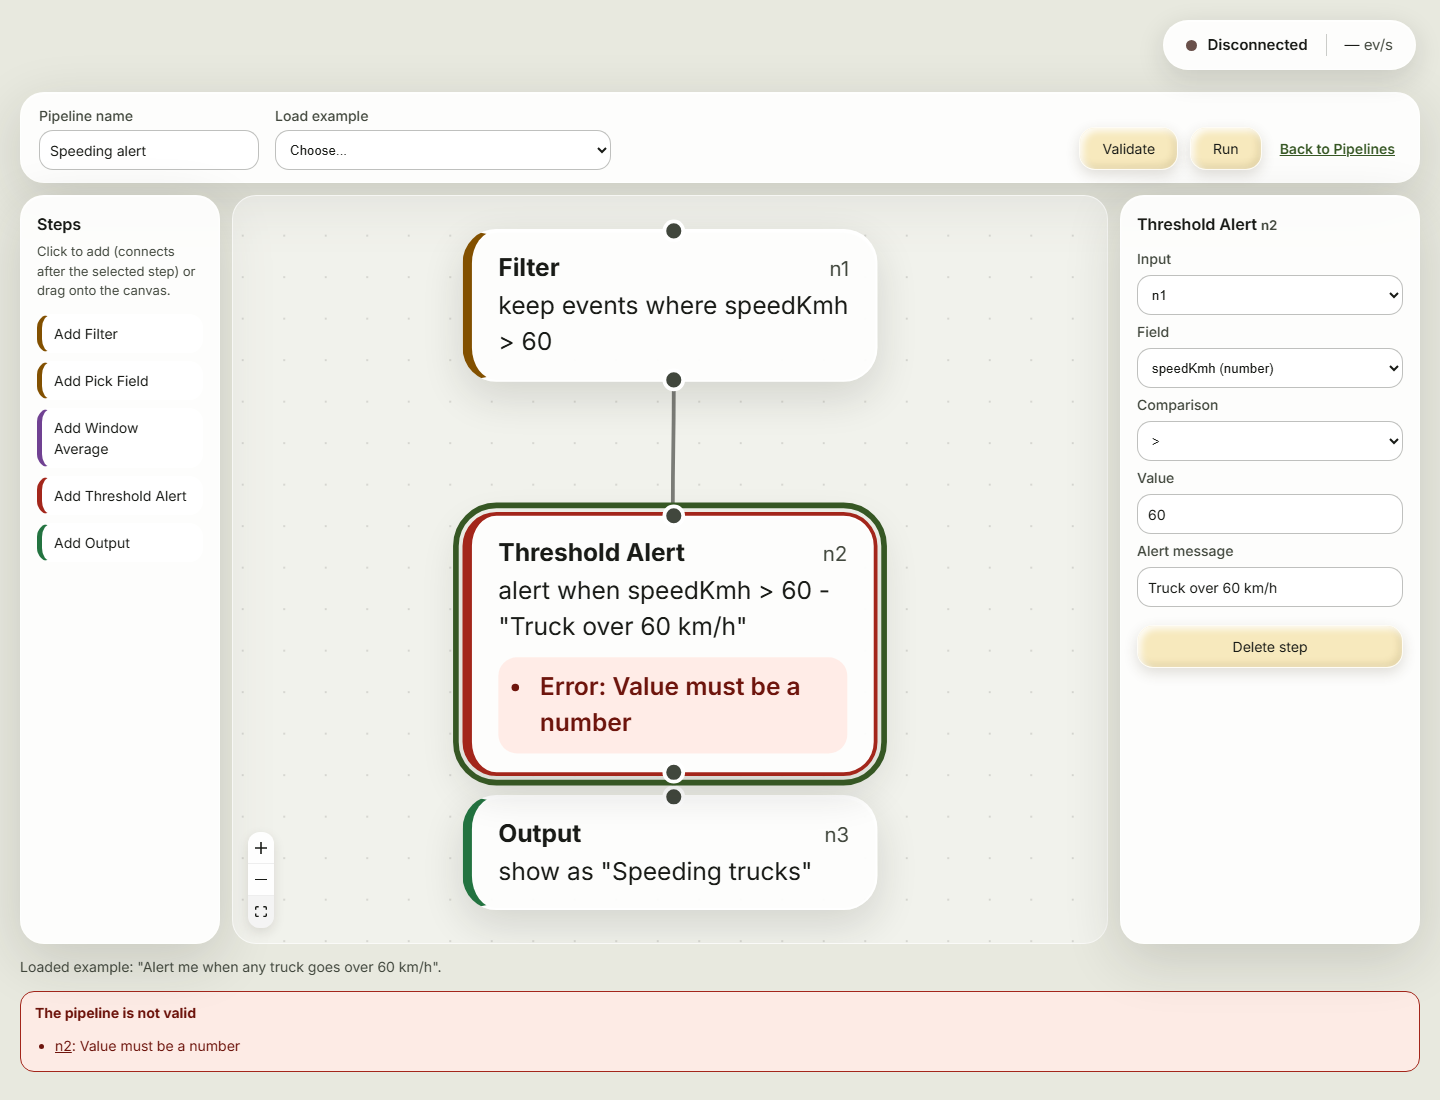 Disconnected
— ev/s
Pipeline name
Load example
Speeding alert
Choose...
Validate
Run
Back to Pipelines
Steps
Click to add (connects
after the selected step) or
drag onto the canvas.
Add Filter
Add Pick Field
Add Window
Average
Add Threshold Alert
Add Output
Filter
n1
keep events where speedKmh
> 60
Threshold Alert
n2
alert when speedKmh > 60 -
"Truck over 60 km/h"
Error: Value must be a
number
Output
n3
show as "Speeding trucks"
Threshold Alert n2
Input
n1
Field
speedKmh (number)
Comparison
>
Value
60
Alert message
Truck over 60 km/h
Delete step
Loaded example: "Alert me when any truck goes over 60 km/h".
The pipeline is not valid
n2: Value must be a number